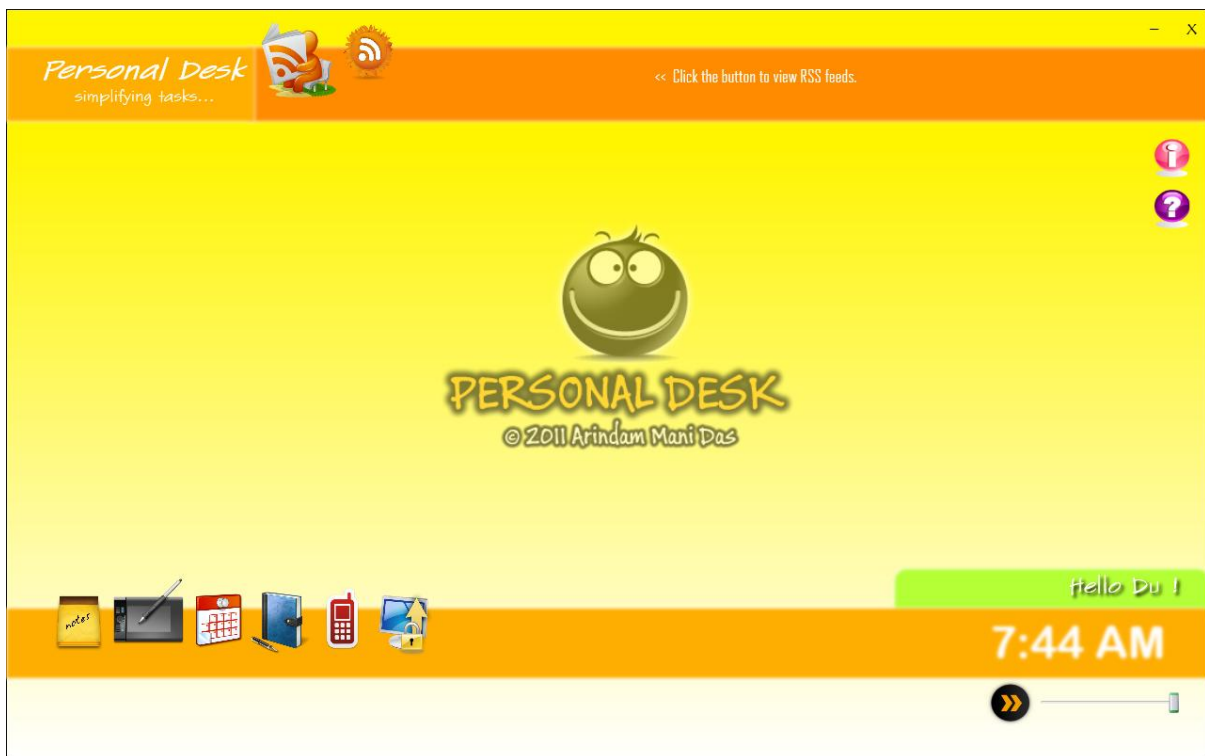 – X
Personal Desk
simplifying tasks...
<< Click the button to view RSS feeds.
i
?
PERSONAL DESK
© 2011 Arindam Mani Das
Hello Du !
notes
7:44 AM